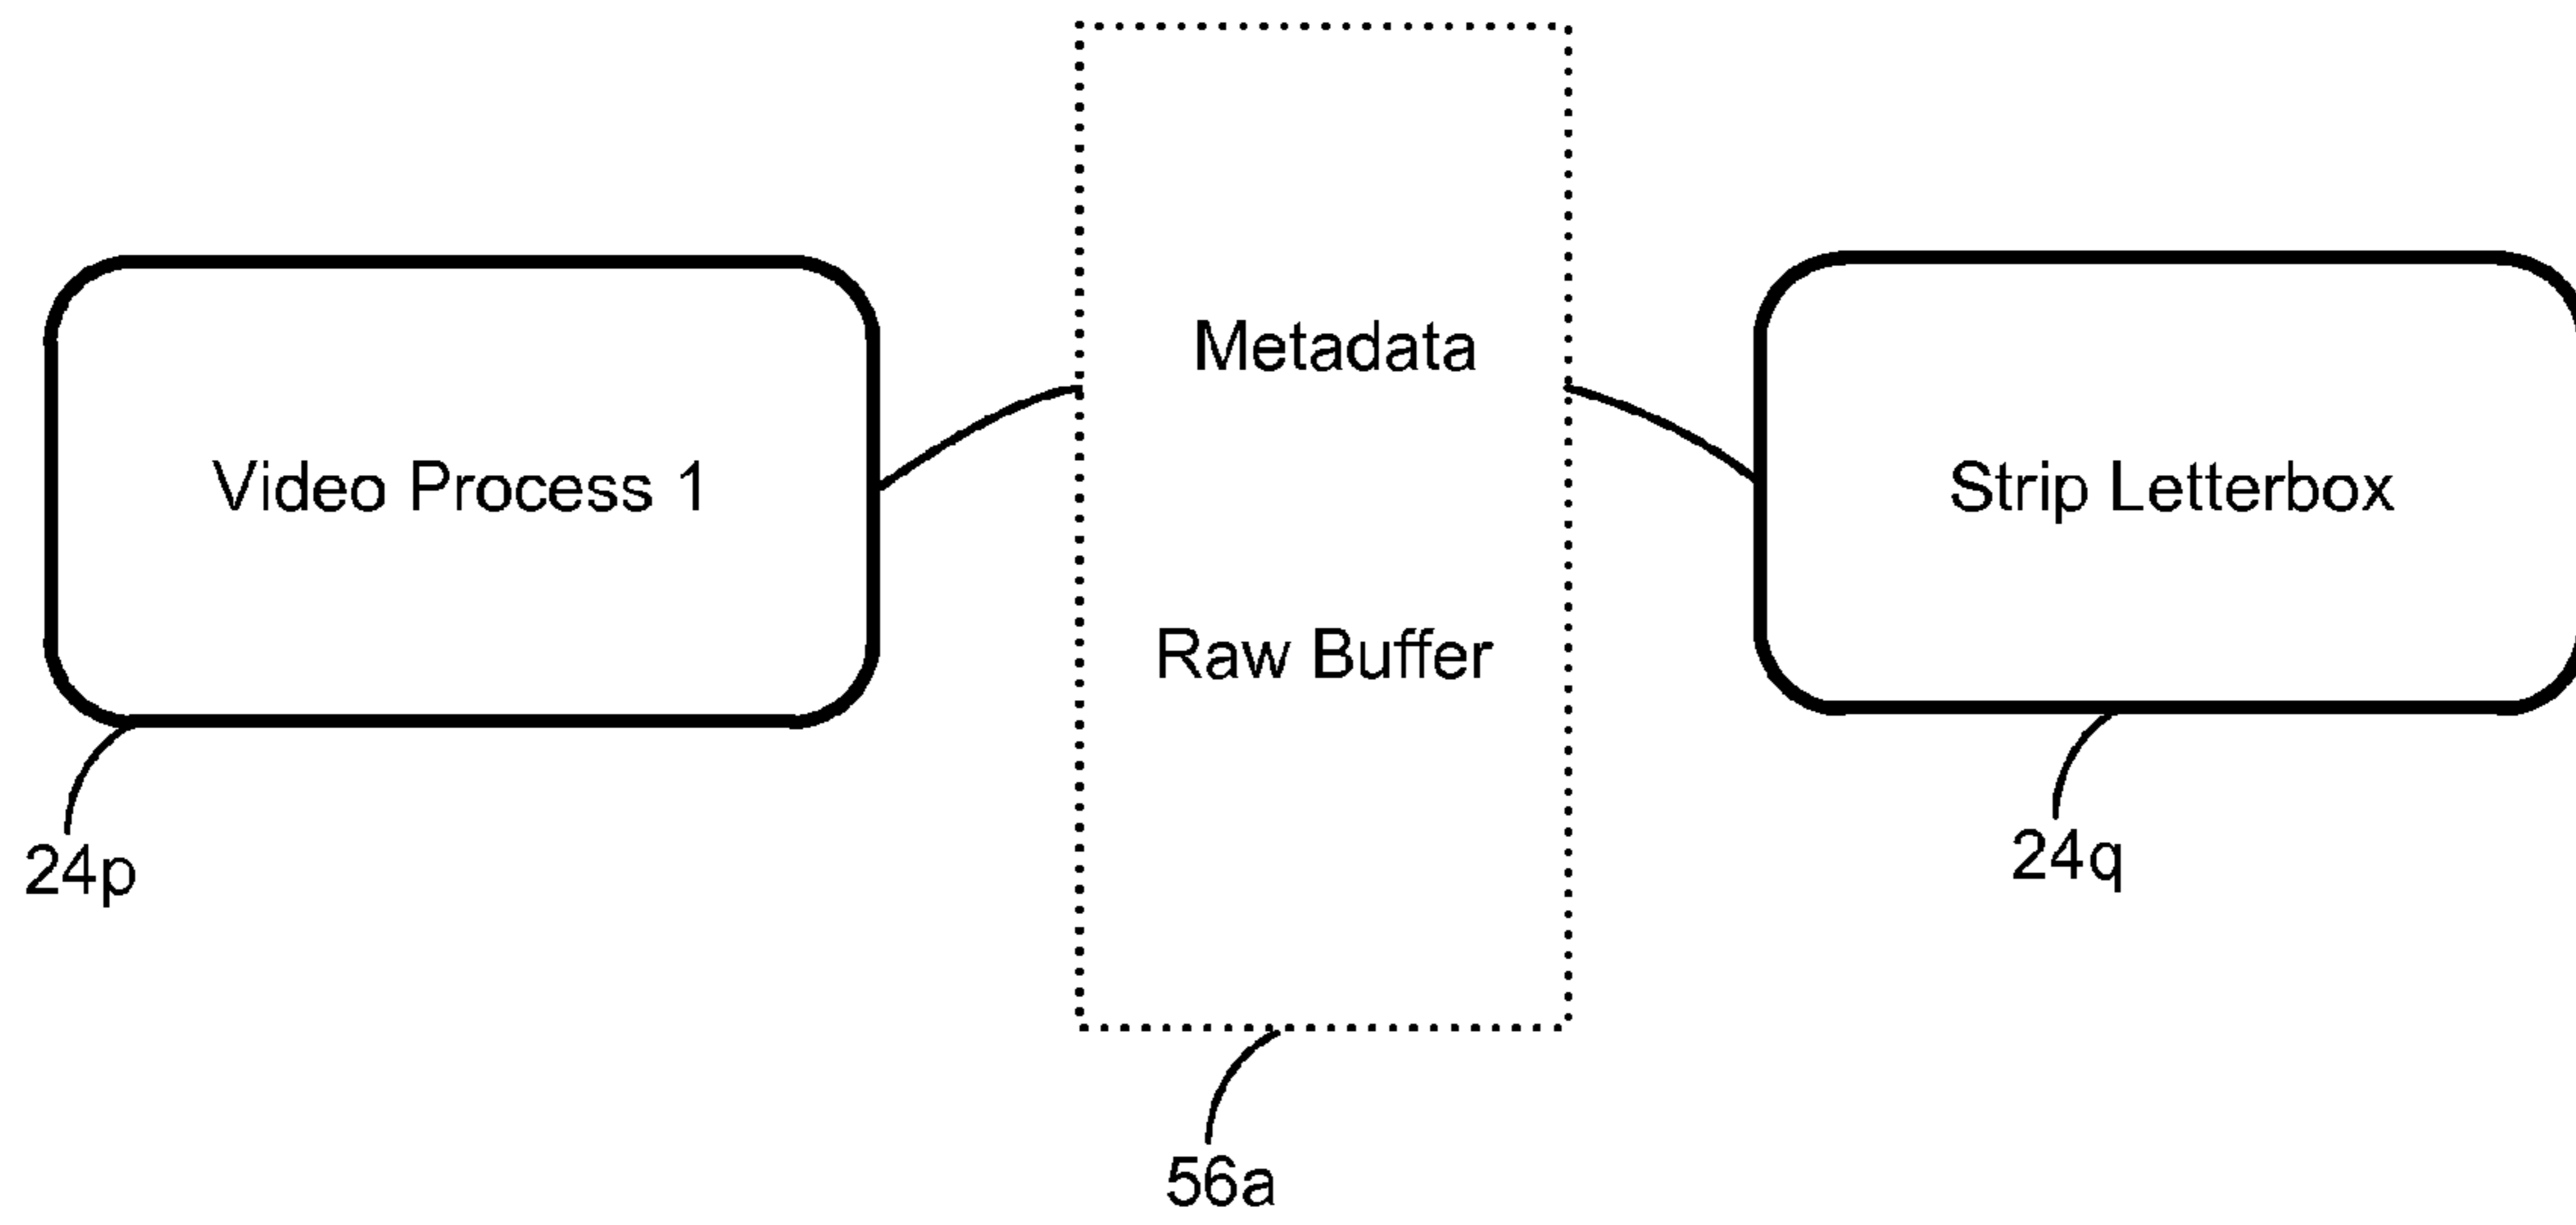 Metadata
Video Process 1
Strip Letterbox
Raw Buffer
24p
24q
56a